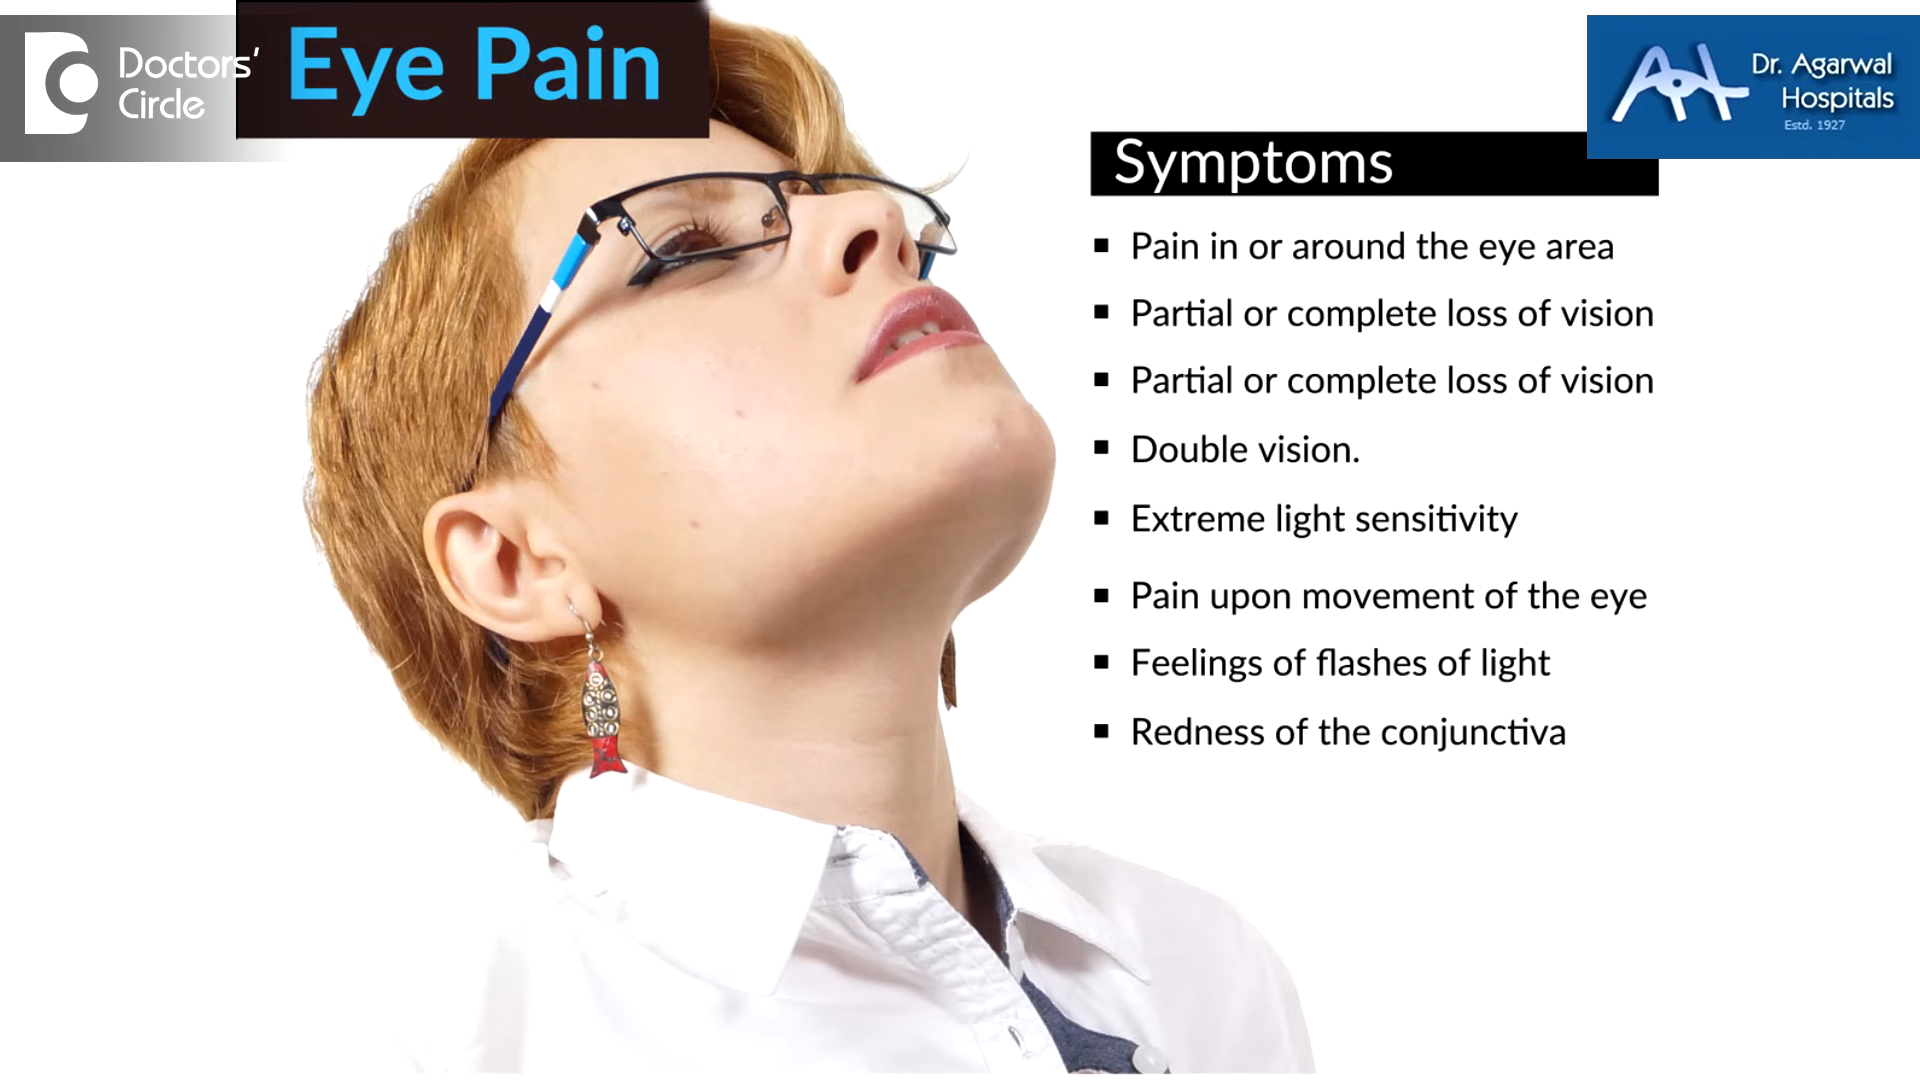 Doctors'
Circle
Eye Pain
Dr. Agarwal
Hospitals
Estd. 1927
Symptoms
▪ Pain in or around the eye area
▪ Partial or complete loss of vision
▪ Partial or complete loss of vision
▪ Double vision.
▪ Extreme light sensitivity
▪ Pain upon movement of the eye
▪ Feelings of flashes of light
▪ Redness of the conjunctiva